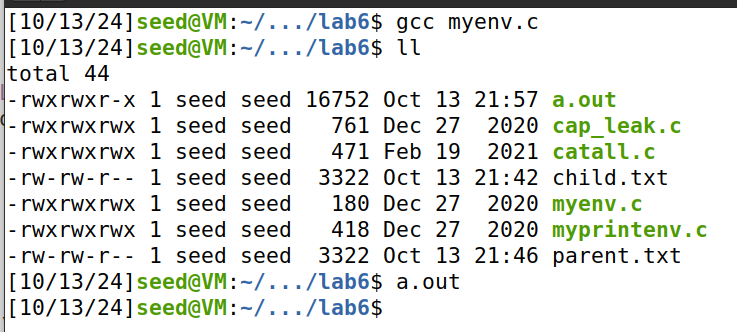 [10/13/24]seed@VM:~/.../lab6$ gcc myenv.c
[10/13/24]seed@VM:~/.../lab6$ ll
total 44
-rwxrwxr-x 1 seed seed 16752 Oct 13 21:57 a.out
-rwxrwxrwx 1 seed seed   761 Dec 27  2020 cap_leak.c
-rwxrwxrwx 1 seed seed   471 Feb 19  2021 catall.c
-rw-rw-r-- 1 seed seed  3322 Oct 13 21:42 child.txt
-rwxrwxrwx 1 seed seed   180 Dec 27  2020 myenv.c
-rwxrwxrwx 1 seed seed   418 Dec 27  2020 myprintenv.c
-rw-rw-r-- 1 seed seed  3322 Oct 13 21:46 parent.txt
[10/13/24]seed@VM:~/.../lab6$ a.out
[10/13/24]seed@VM:~/.../lab6$